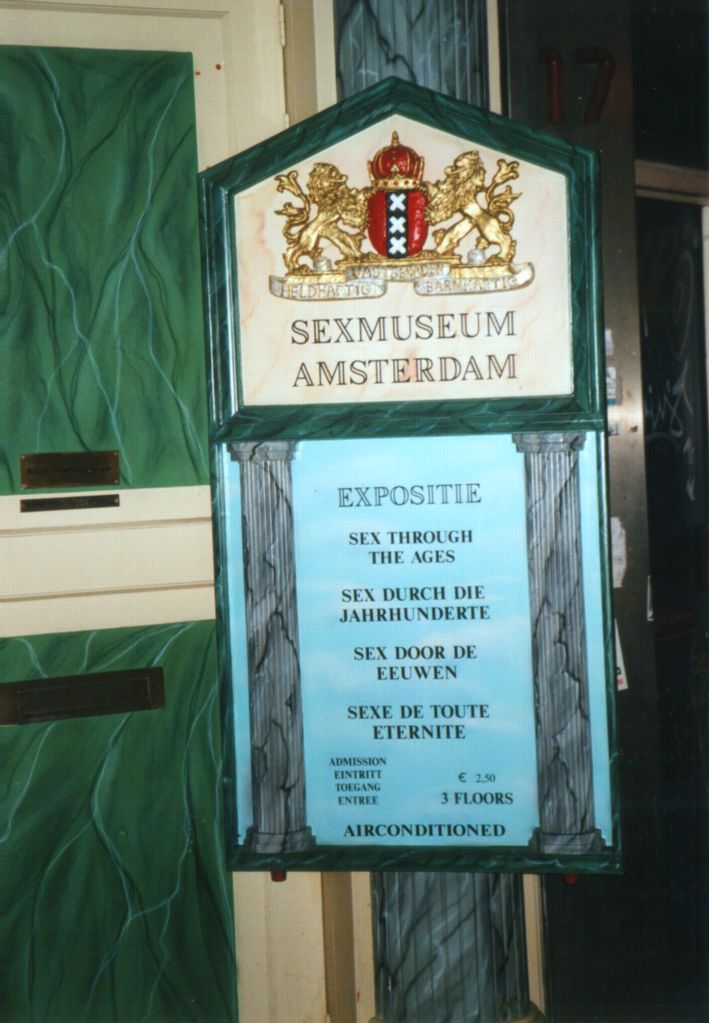 17
HELDHAFTIG
VASTBERADEN
BARMHARTIG
SEXMUSEUM
AMSTERDAM
EXPOSITIE
SEX THROUGH
THE AGES
SEX DURCH DIE
JAHRHUNDERTE
SEX DOOR DE
EEUWEN
SEXE DE TOUTE
ETERNITE
ADMISSION
EINTRITT
TOEGANG
ENTREE
€ 2,50
3 FLOORS
AIRCONDITIONED